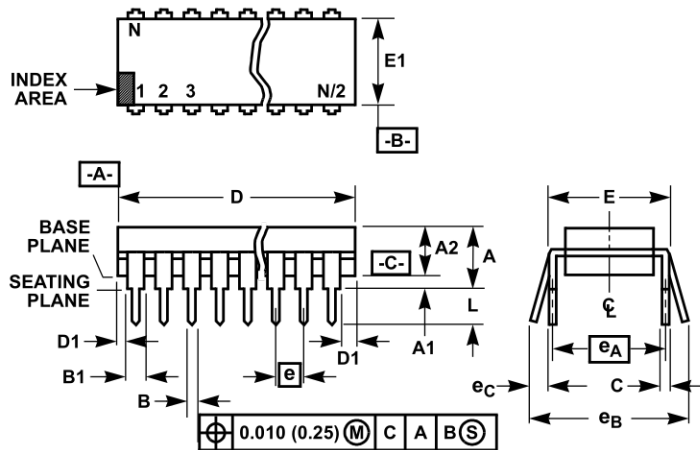 N
E1
INDEX
AREA
1 2 3 N/2
-B-
-A-
D
E
BASE
PLANE
A2
A
-C-
SEATING
PLANE
L
C L
D1
A1
D1
e
eA
B1
eC
C
B
eB
0.010 (0.25) M C A B S